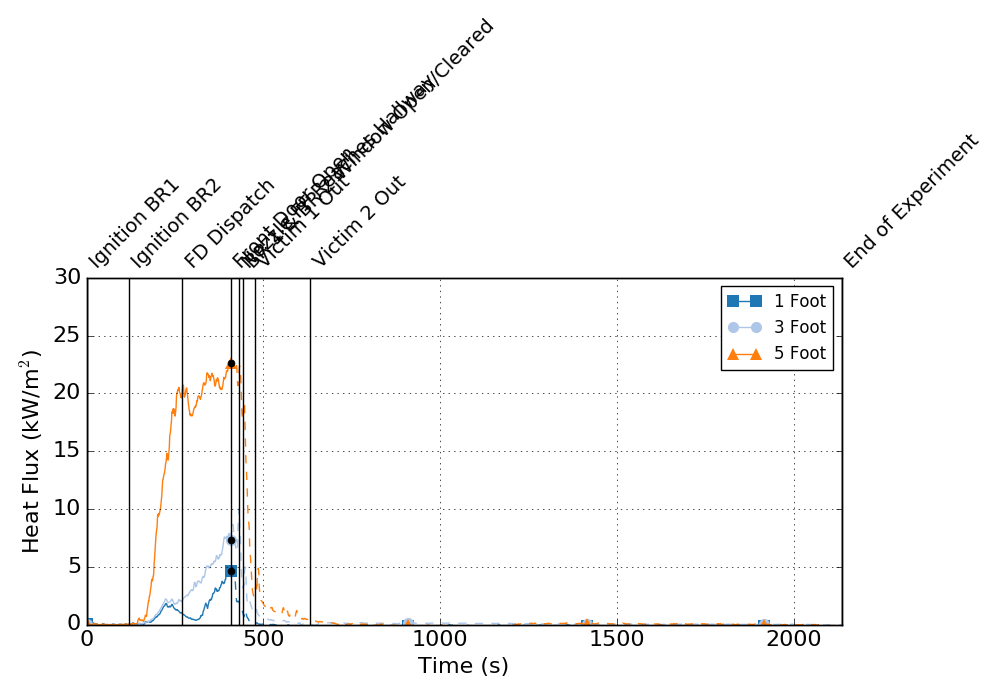 Ignition BR1
Ignition BR2
FD Dispatch
Front Door Open
Victim 1 Out
Victim 2 Out
End of Experiment
30
25
20
15
10
5
0
Heat Flux (kW/m²)
1 Foot
3 Foot
5 Foot
0
500
1000
1500
2000
Time (s)